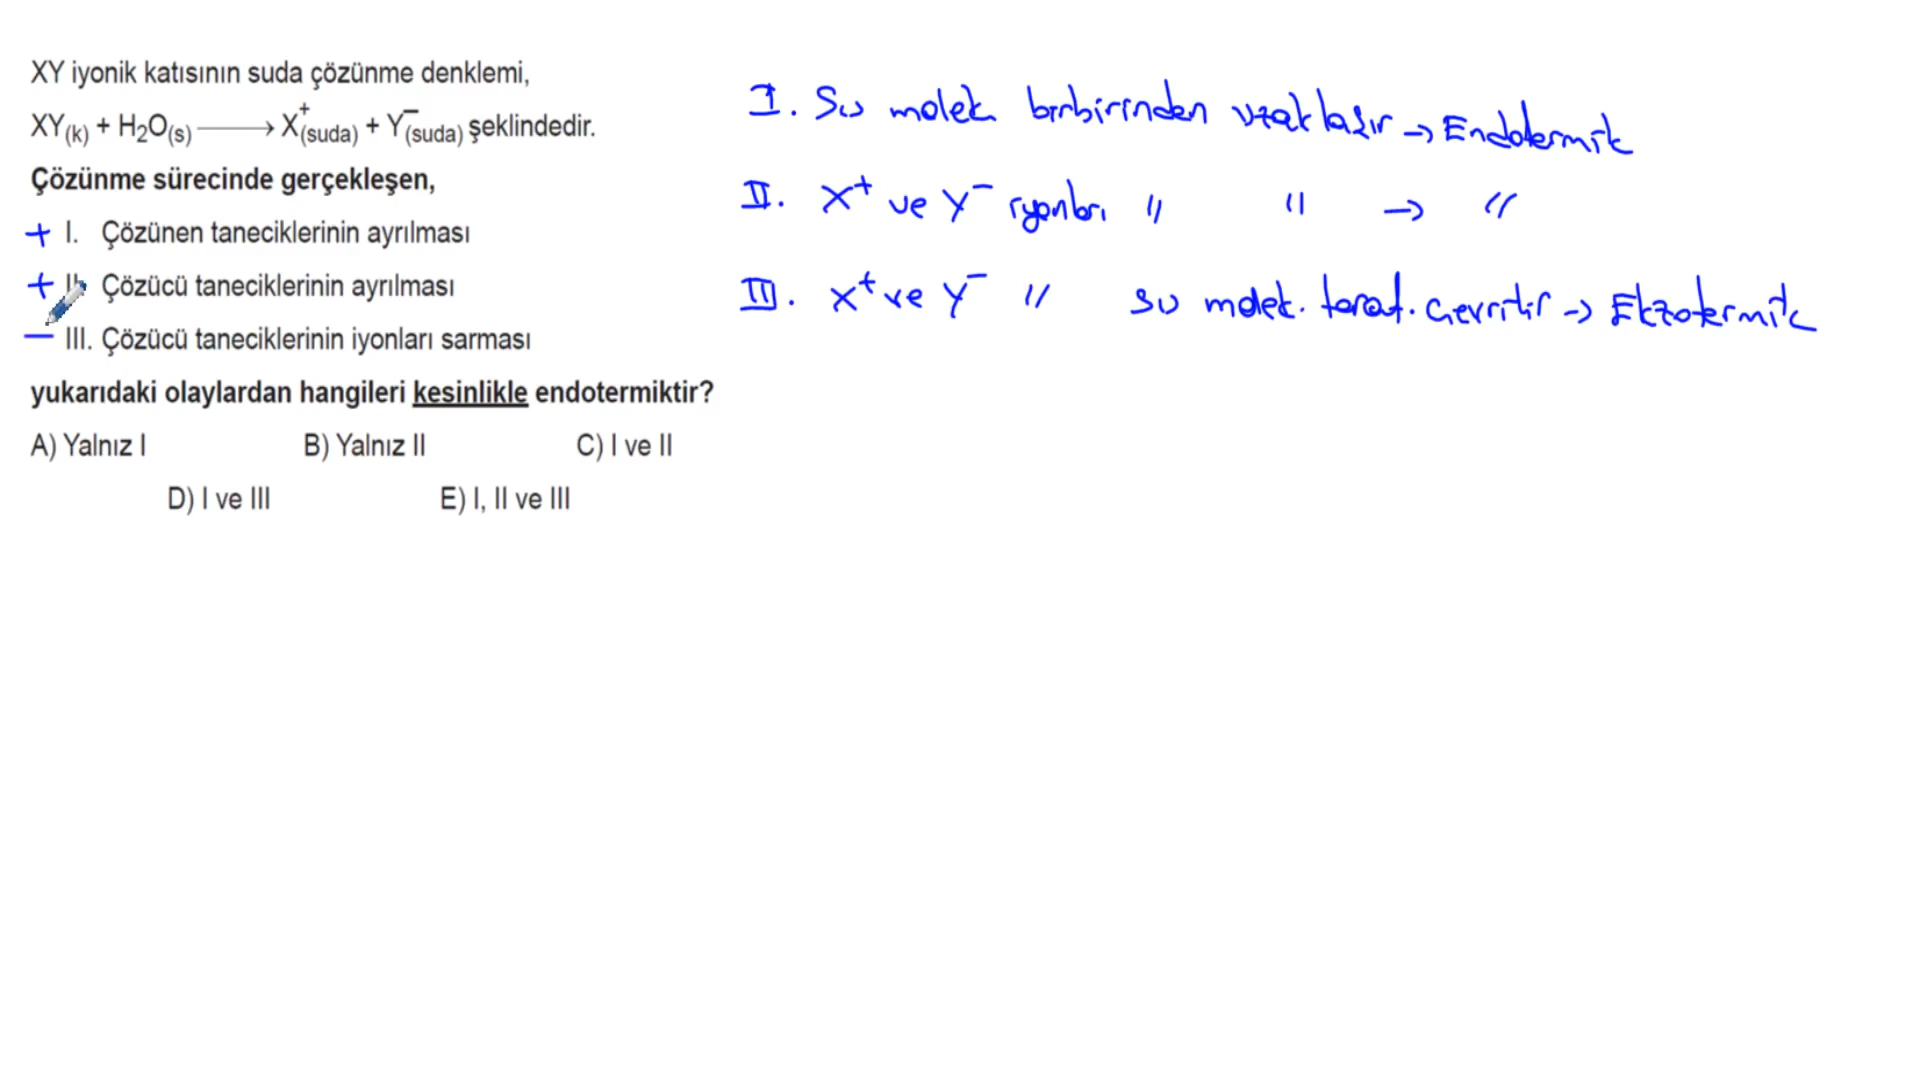 XY iyonik katısının suda çözünme denklemi,
XY(k) + H₂O(s) ⟶ X⁺(suda) + Y⁻(suda) şeklindedir.
Çözünme sürecinde gerçekleşen,
+ I. Çözünen taneciklerinin ayrılması
+ II. Çözücü taneciklerinin ayrılması
— III. Çözücü taneciklerinin iyonları sarması
yukarıdaki olaylardan hangileri kesinlikle endotermiktir?
A) Yalnız I B) Yalnız II C) I ve II
D) I ve III E) I, II ve III
I. Su molek birbirinden uzaklaşır → Endotermik
II. X⁺ ve Y⁻ iyonları " " → "
III. X⁺ ve Y⁻ " su molek. taraf. çevrilir → Ekzotermik